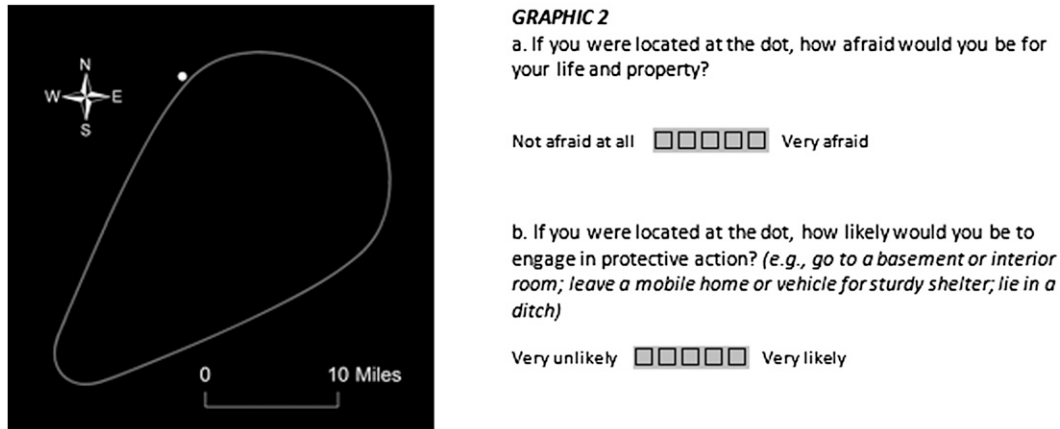 N
W E
S
0 10 Miles
GRAPHIC 2
a. If you were located at the dot, how afraid would you be for
your life and property?
Not afraid at all Very afraid
b. If you were located at the dot, how likely would you be to
engage in protective action? (e.g., go to a basement or interior
room; leave a mobile home or vehicle for sturdy shelter; lie in a
ditch)
Very unlikely Very likely